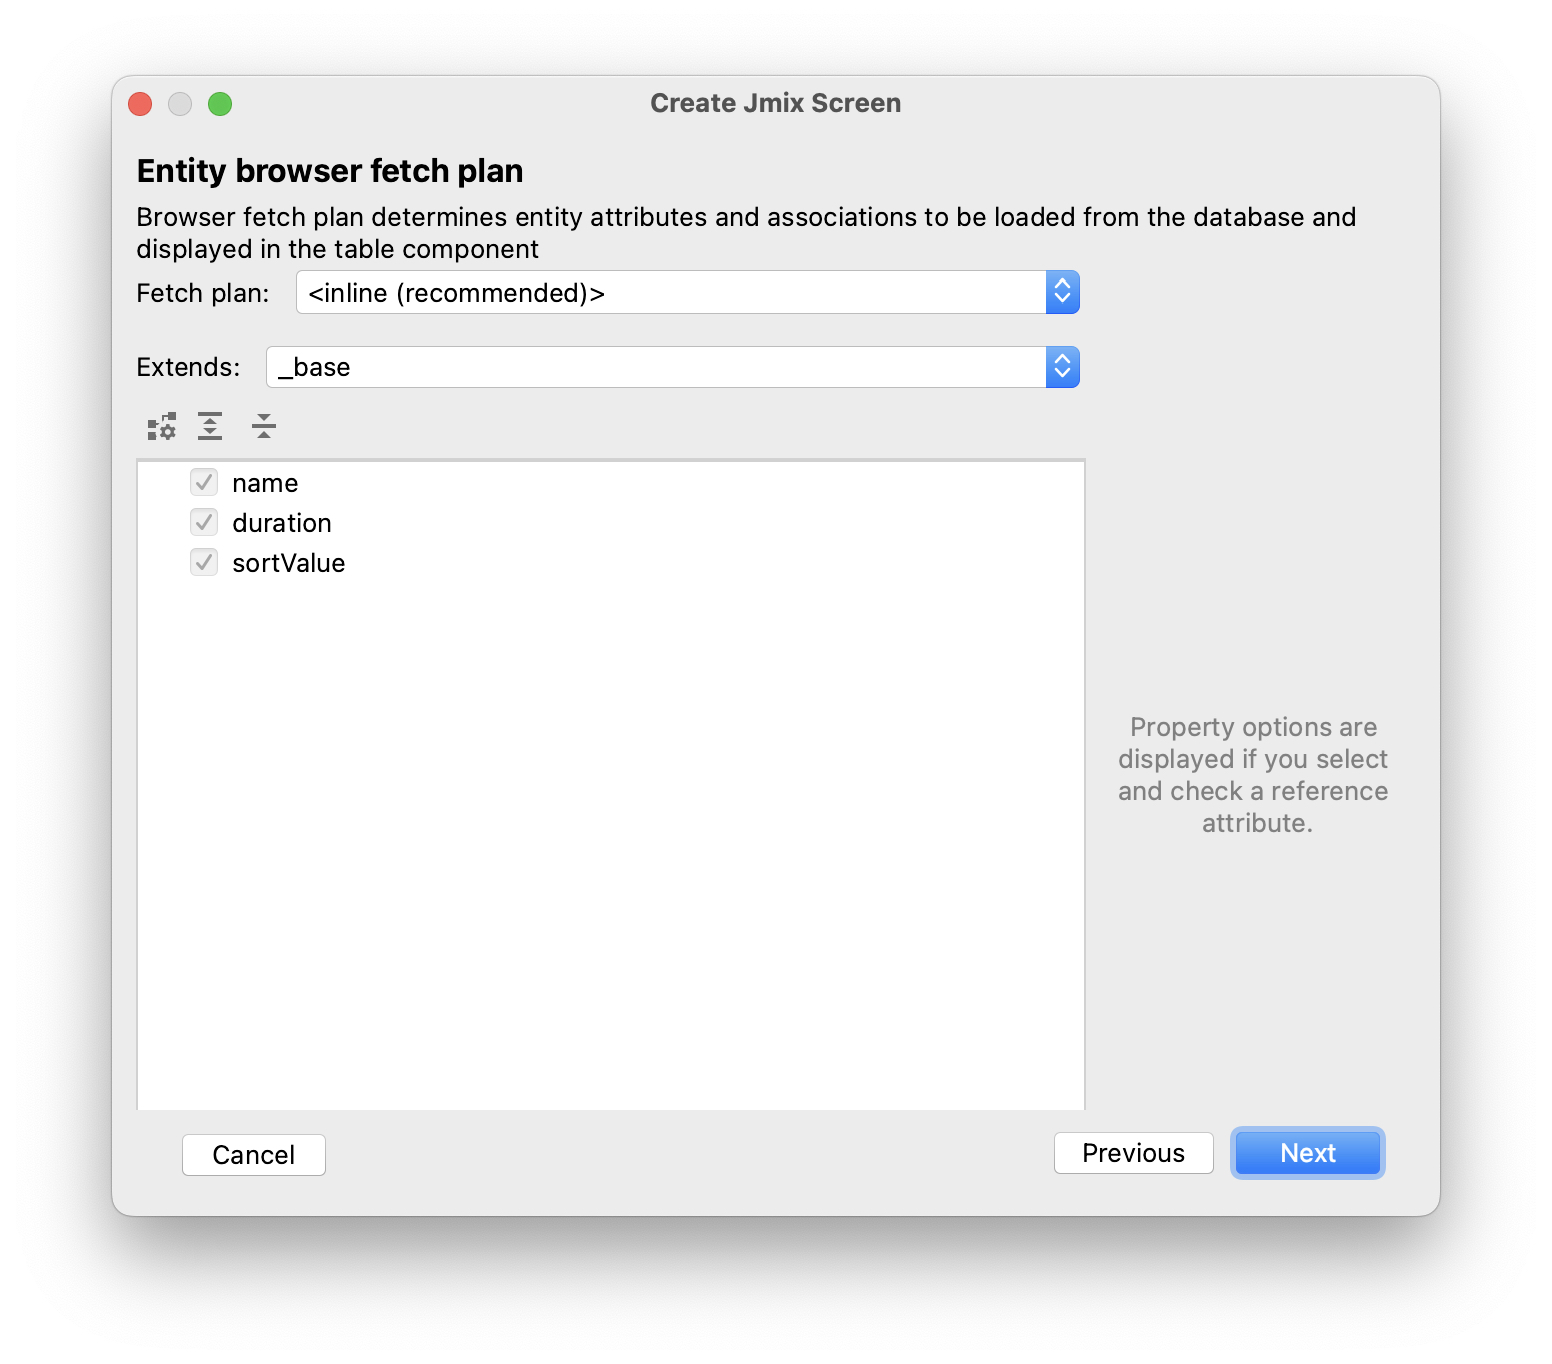 Create Jmix Screen
Entity browser fetch plan
Browser fetch plan determines entity attributes and associations to be loaded from the database and
displayed in the table component
Fetch plan: <inline (recommended)>
Extends: _base
name
duration
sortValue
Property options are
displayed if you select
and check a reference
attribute.
Cancel Previous Next